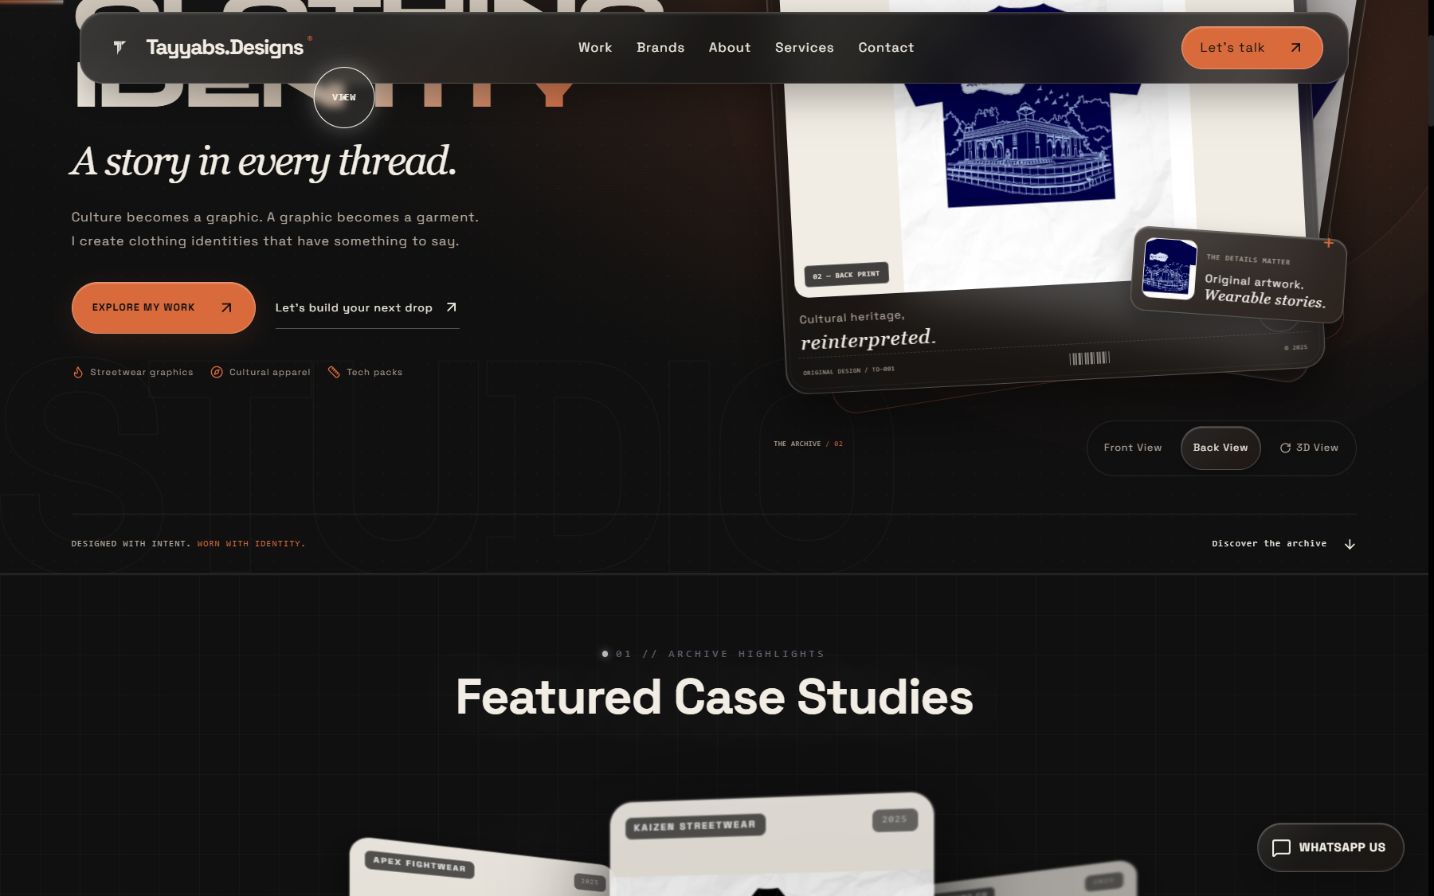 CLOTHING
Tayyabs.Designs
Work
Brands
About
Services
Contact
Let's talk
IDENTITY
VIEW
A story in every thread.
Culture becomes a graphic. A graphic becomes a garment.
I create clothing identities that have something to say.
EXPLORE MY WORK
Let's build your next drop
Streetwear graphics
Cultural apparel
Tech packs
02 — BACK PRINT
THE DETAILS MATTER
Original artwork.
Wearable stories.
Cultural heritage,
reinterpreted.
© 2025
ORIGINAL DESIGN / TD-001
STUDIO
THE ARCHIVE / 02
Front View
Back View
3D View
DESIGNED WITH INTENT. WORN WITH IDENTITY.
Discover the archive
01 // ARCHIVE HIGHLIGHTS
Featured Case Studies
KAIZEN STREETWEAR
2025
APEX FIGHTWEAR
2025
WHATSAPP US